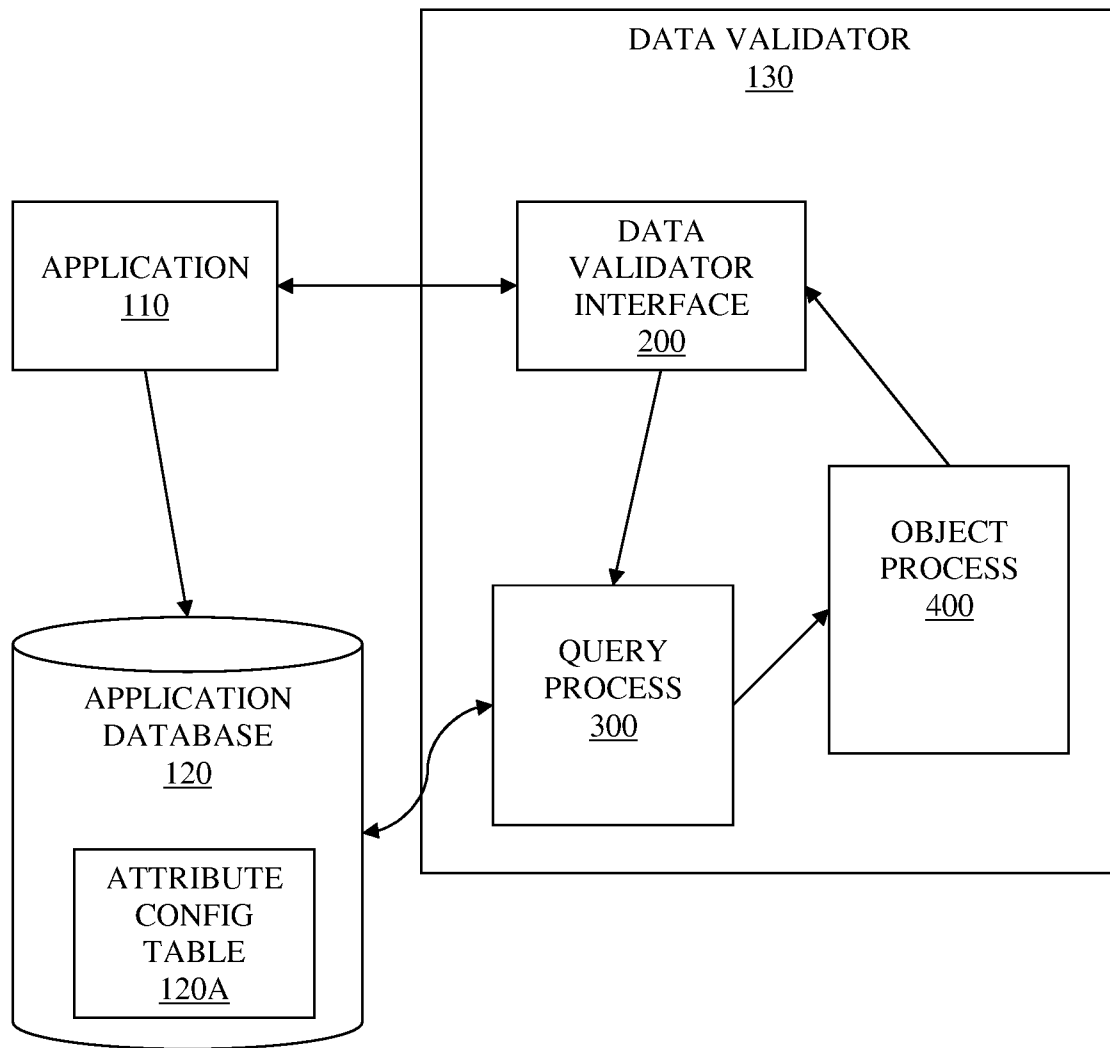 DATA VALIDATOR
130
APPLICATION
110
DATA
VALIDATOR
INTERFACE
200
OBJECT
PROCESS
400
QUERY
PROCESS
300
APPLICATION
DATABASE
120
ATTRIBUTE
CONFIG
TABLE
120A